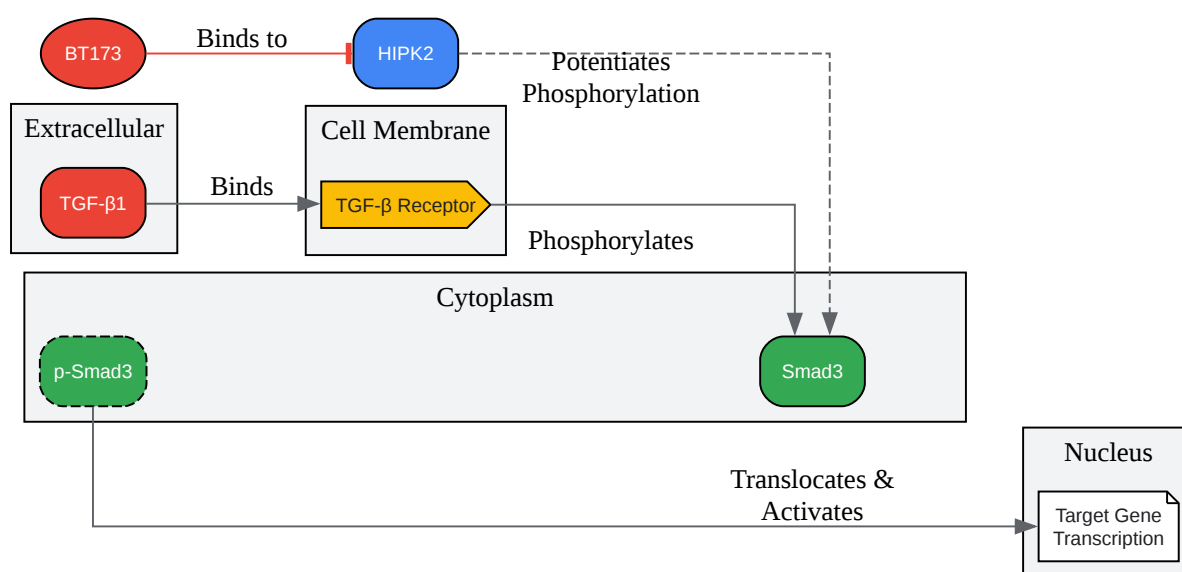 BT173
Binds to
HIPK2
Potentiates
Phosphorylation
Extracellular
TGF-β1
Binds
Cell Membrane
TGF-β Receptor
Phosphorylates
Cytoplasm
p-Smad3
Smad3
Translocates &
Activates
Nucleus
Target Gene
Transcription